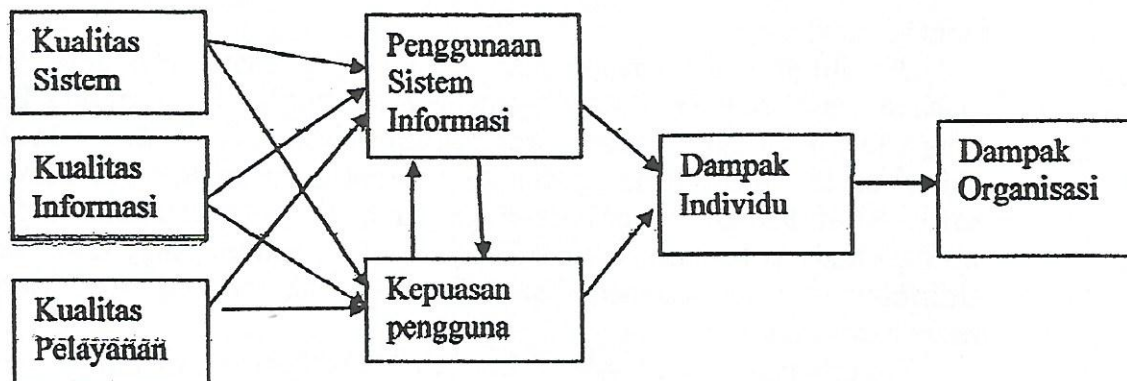 Kualitas
Sistem
Penggunaan
Sistem
Informasi
Kualitas
Informasi
Dampak
Individu
Dampak
Organisasi
Kualitas
Pelayanan
Kepuasan
pengguna